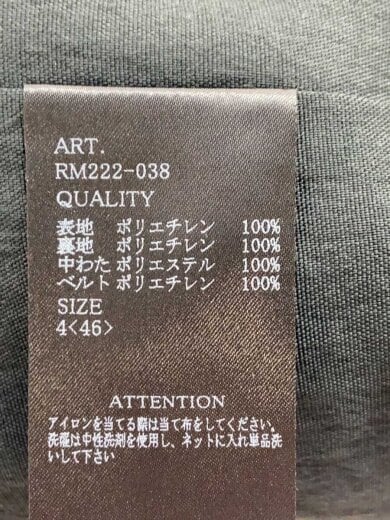 ART.
RM222-038
QUALITY
表地 ポリエチレン 100%
裏地 ポリエチレン 100%
中わた ポリエステル 100%
ベルト ポリエチレン 100%
SIZE
4<46>
ATTENTION
アイロンを当てる際は当て布をしてください。
洗濯は中性洗剤を使用し、ネットに入れ単品洗
いして下さい